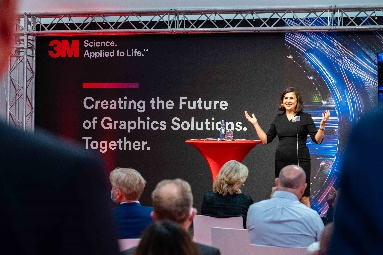 3M Science.
Applied to Life.™
Creating the Future
of Graphics Solutions.
Together.